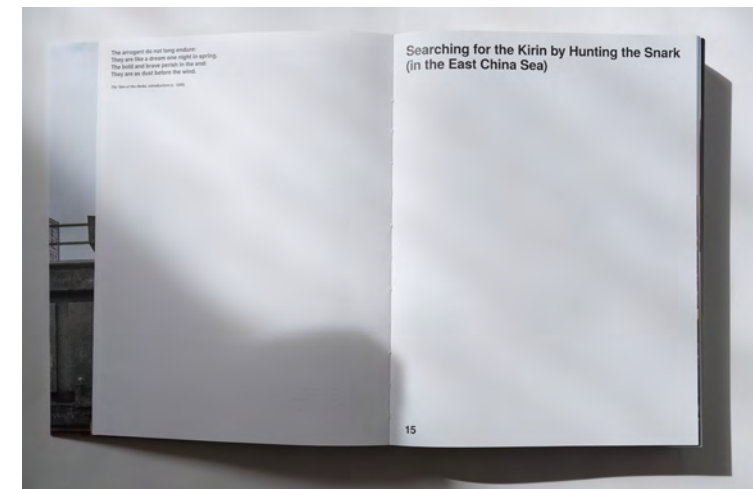 The arrogant do not long endure:
They are like a dream one night in spring.
The bold and brave perish in the end:
They are as dust before the wind.
Searching for the Kirin by Hunting the Snark
(in the East China Sea)
15